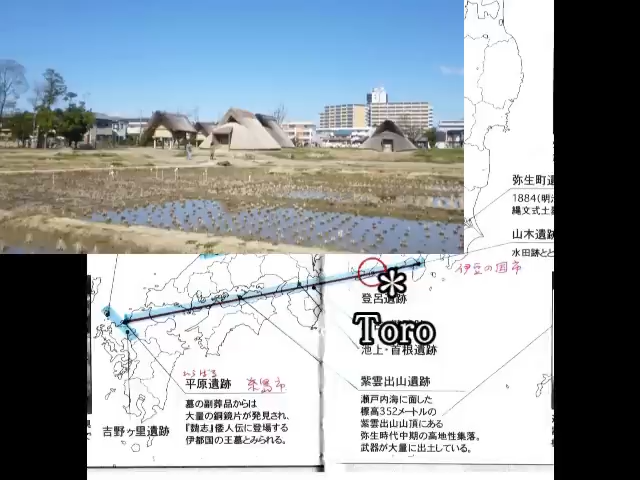 弥生町遺
1884(明治
縄文式土器
山木遺跡
水田跡とと
伊豆の国市
登呂遺跡
Toro
池上・曽根遺跡
ひらばる
平原遺跡 糸島市
墓の副葬品からは
大量の銅鏡片が発見され、
『魏志』倭人伝に登場する
伊都国の王墓とみられる。
吉野ヶ里遺跡
紫雲出山遺跡
瀬戸内海に面した
標高352メートルの
紫雲出山山頂にある
弥生時代中期の高地性集落。
武器が大量に出土している。